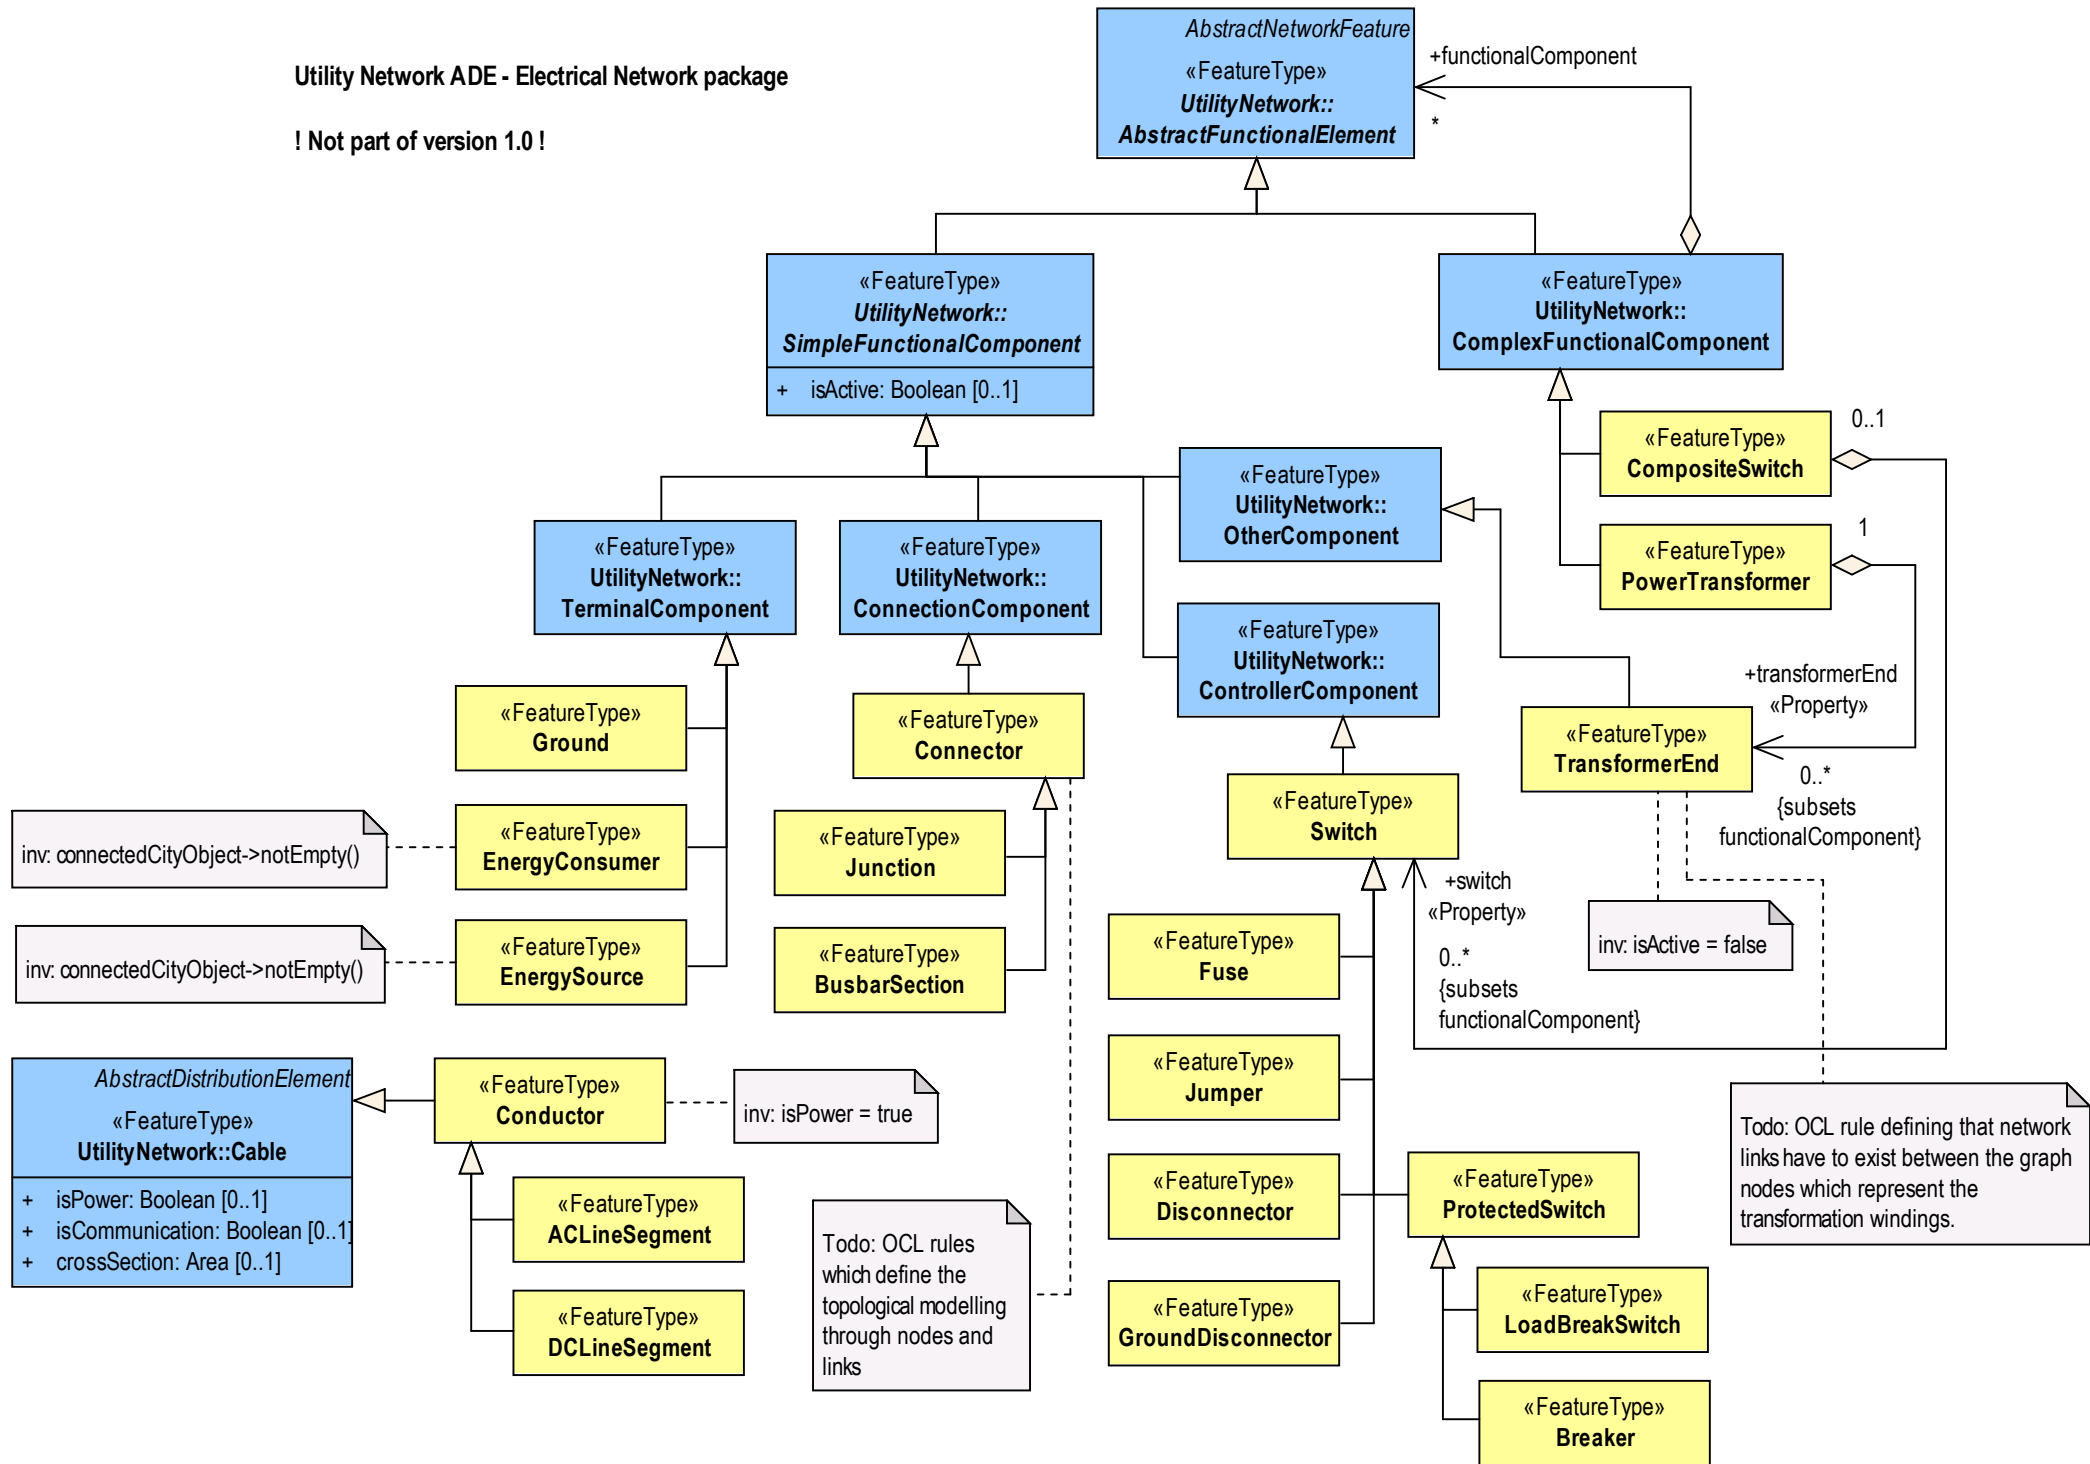 Utility Network ADE - Electrical Network package
! Not part of version 1.0 !
AbstractNetworkFeature
«FeatureType»
UtilityNetwork::
AbstractFunctionalElement
+functionalComponent
*
«FeatureType»
UtilityNetwork::
SimpleFunctionalComponent
+ isActive: Boolean [0..1]
«FeatureType»
UtilityNetwork::
ComplexFunctionalComponent
«FeatureType»
CompositeSwitch
0..1
«FeatureType»
PowerTransformer
1
«FeatureType»
UtilityNetwork::
OtherComponent
«FeatureType»
UtilityNetwork::
TerminalComponent
«FeatureType»
UtilityNetwork::
ConnectionComponent
«FeatureType»
UtilityNetwork::
ControllerComponent
+transformerEnd
«Property»
«FeatureType»
TransformerEnd
0..*
{subsets
functionalComponent}
«FeatureType»
Ground
«FeatureType»
Connector
«FeatureType»
Switch
inv: connectedCityObject->notEmpty()
«FeatureType»
EnergyConsumer
«FeatureType»
Junction
+switch
«Property»
0..*
{subsets
functionalComponent}
inv: isActive = false
inv: connectedCityObject->notEmpty()
«FeatureType»
EnergySource
«FeatureType»
BusbarSection
«FeatureType»
Fuse
AbstractDistributionElement
«FeatureType»
UtilityNetwork::Cable
+ isPower: Boolean [0..1]
+ isCommunication: Boolean [0..1]
+ crossSection: Area [0..1]
«FeatureType»
Conductor
inv: isPower = true
«FeatureType»
Jumper
Todo: OCL rule defining that network
links have to exist between the graph
nodes which represent the
transformation windings.
«FeatureType»
ACLineSegment
«FeatureType»
DCLineSegment
Todo: OCL rules
which define the
topological modelling
through nodes and
links
«FeatureType»
Disconnector
«FeatureType»
ProtectedSwitch
«FeatureType»
GroundDisconnector
«FeatureType»
LoadBreakSwitch
«FeatureType»
Breaker